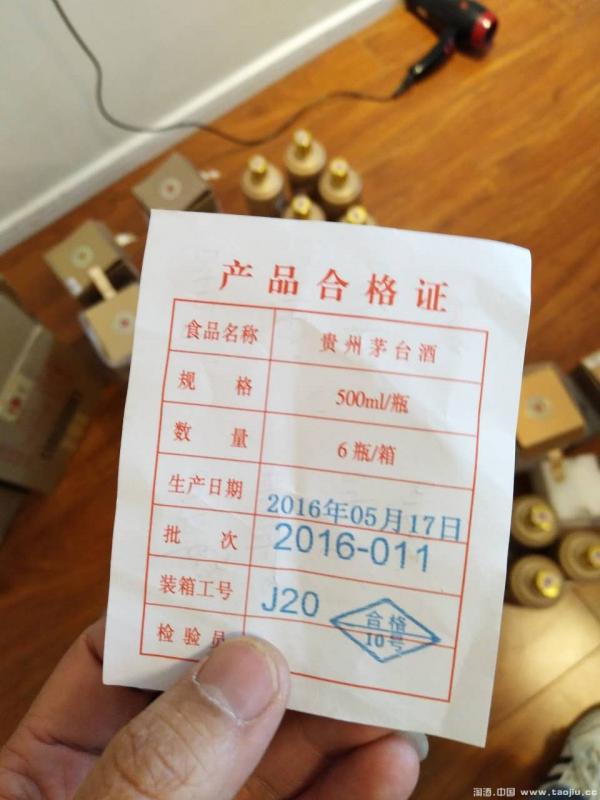 产品合格证
食品名称 贵州茅台酒
规 格 500ml/瓶
数 量 6瓶/箱
生产日期 2016年05月17日
批 次 2016-011
装箱工号 J20
检验员 合格
10号
淘酒.中国 www.taojiu.cc